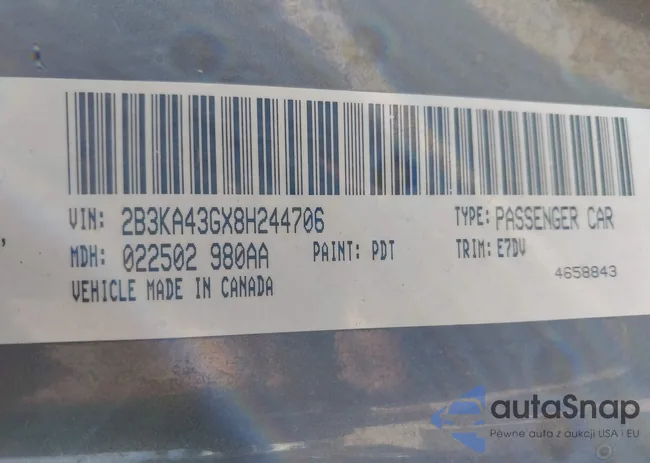 VIN: 2B3KA43GX8H244706 TYPE: PASSENGER CAR
MDH: 022502 980AA PAINT: PDT TRIM: E7DV
VEHICLE MADE IN CANADA 4658843
autaSnap
Pewne auta z aukcji USA i EU